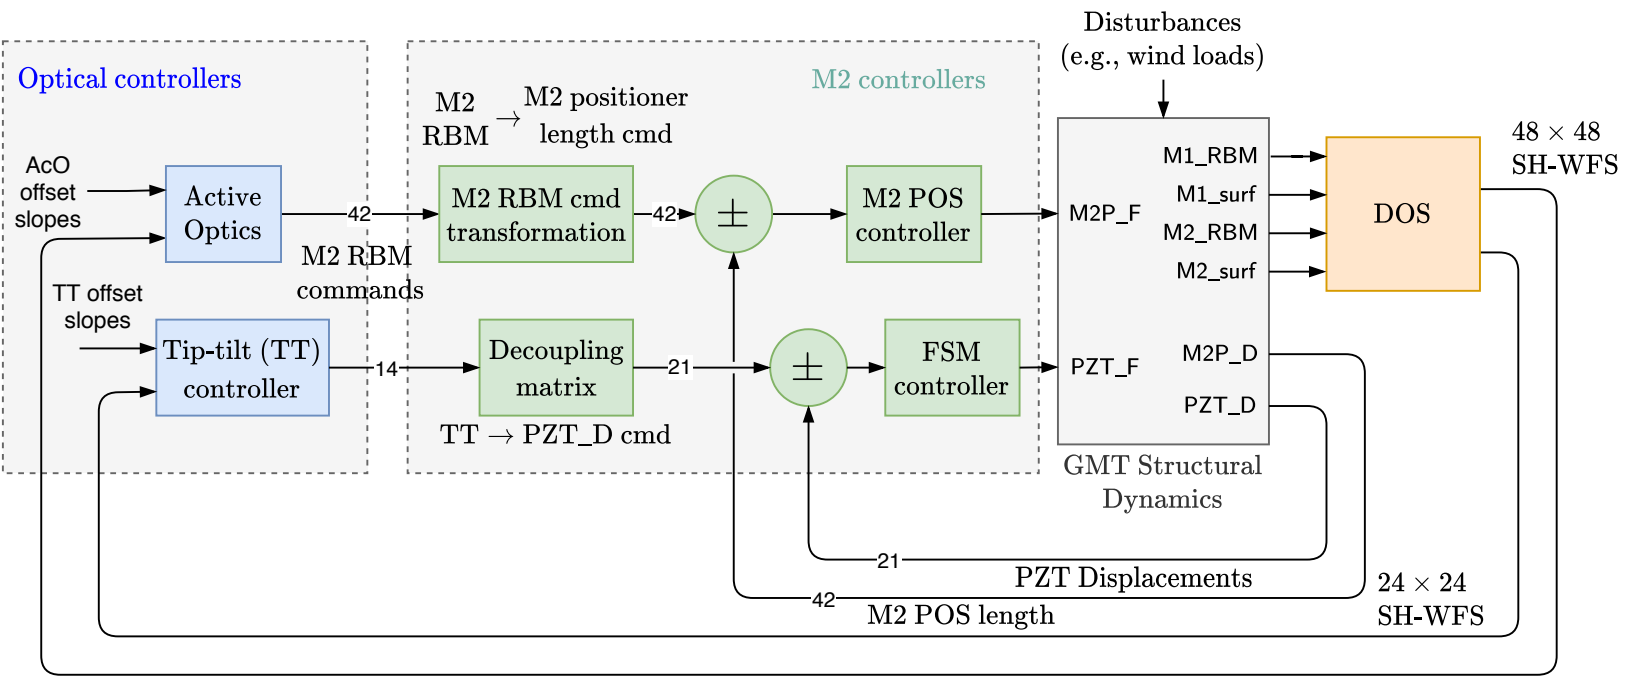 Disturbances
(e.g., wind loads)
Optical controllers
M2 controllers
M2
RBM
→
M2 positioner
length cmd
AcO
offset
slopes
Active
Optics
42
M2 RBM
commands
M2 RBM cmd
transformation
42
±
M2 POS
controller
M2P_F
M1_RBM
M1_surf
M2_RBM
M2_surf
DOS
48 × 48
SH-WFS
TT offset
slopes
Tip-tilt (TT)
controller
14
Decoupling
matrix
TT → PZT_D cmd
21
±
FSM
controller
PZT_F
M2P_D
PZT_D
GMT Structural
Dynamics
21
PZT Displacements
42
M2 POS length
24 × 24
SH-WFS